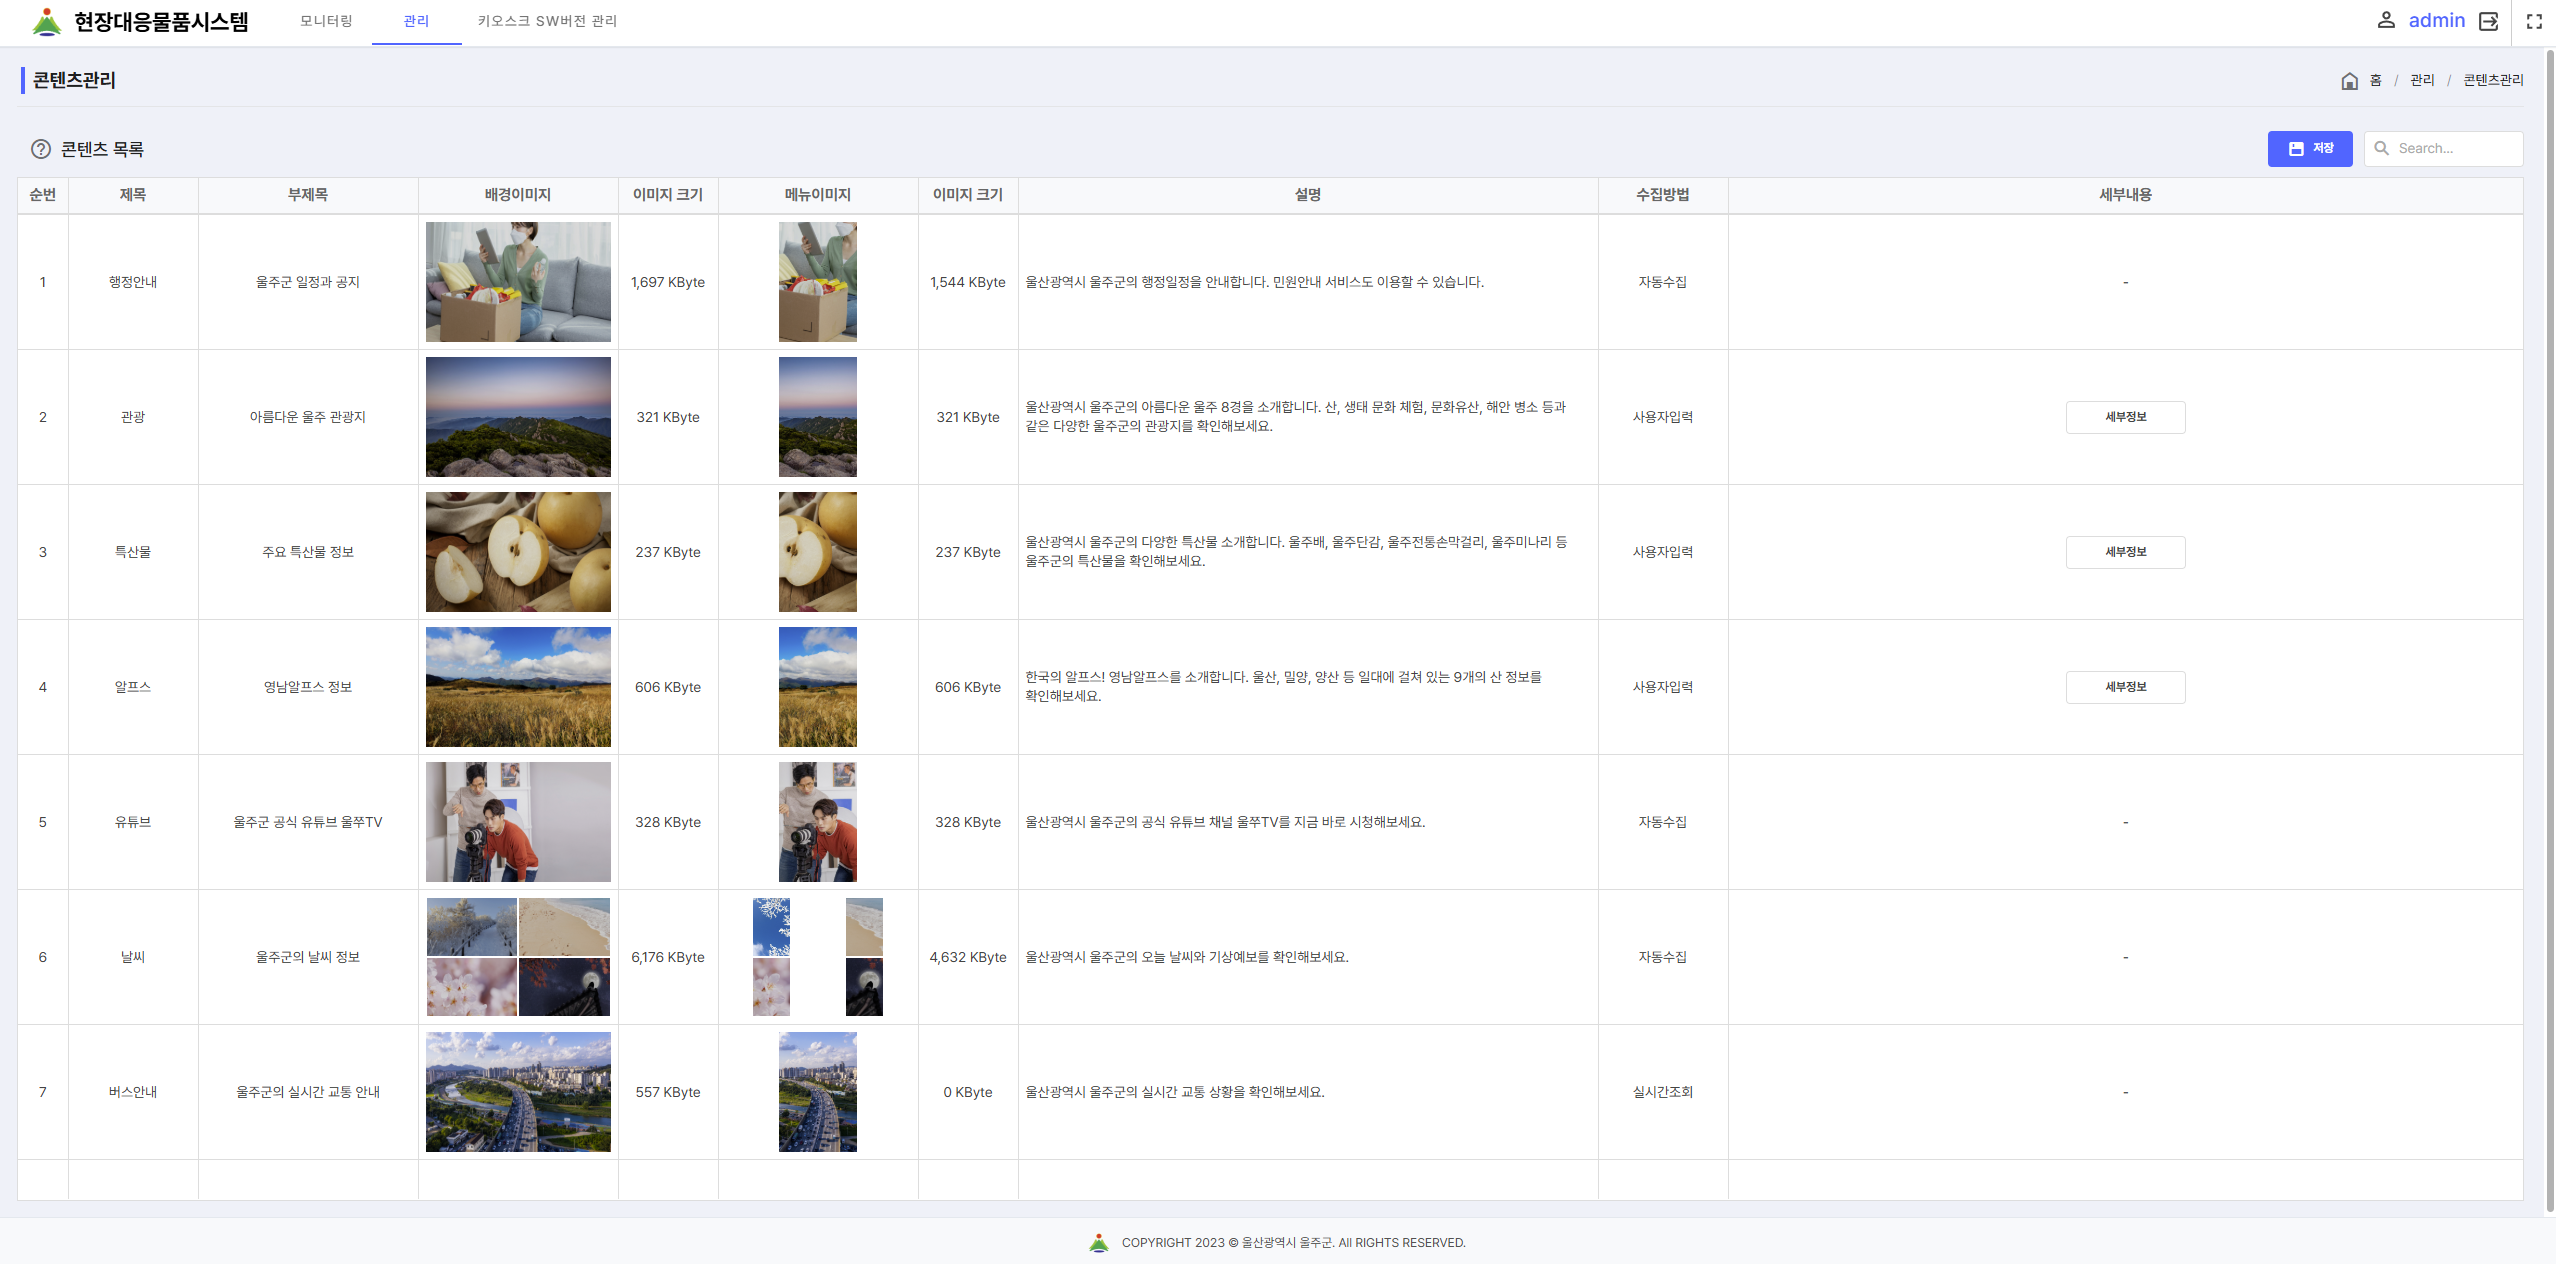 현장대응물품시스템
모니터링
관리
키오스크 SW버전 관리
admin
콘텐츠관리
홈 / 관리 / 콘텐츠관리
콘텐츠 목록
저장
Search...
순번 제목 부제목 배경이미지 이미지 크기 메뉴이미지 이미지 크기 설명 수집방법 세부내용
1 행정안내 울주군 일정과 공지 1,697 KByte 1,544 KByte 울산광역시 울주군의 행정일정을 안내합니다. 민원안내 서비스도 이용할 수 있습니다. 자동수집 -
2 관광 아름다운 울주 관광지 321 KByte 321 KByte 울산광역시 울주군의 아름다운 울주 8경을 소개합니다. 산, 생태 문화 체험, 문화유산, 해안 병소 등과
같은 다양한 울주군의 관광지를 확인해보세요. 사용자입력 세부정보
3 특산물 주요 특산물 정보 237 KByte 237 KByte 울산광역시 울주군의 다양한 특산물 소개합니다. 울주배, 울주단감, 울주전통손막걸리, 울주미나리 등
울주군의 특산물을 확인해보세요. 사용자입력 세부정보
4 알프스 영남알프스 정보 606 KByte 606 KByte 한국의 알프스! 영남알프스를 소개합니다. 울산, 밀양, 양산 등 일대에 걸쳐 있는 9개의 산 정보를
확인해보세요. 사용자입력 세부정보
5 유튜브 울주군 공식 유튜브 울쭈TV 328 KByte 328 KByte 울산광역시 울주군의 공식 유튜브 채널 울쭈TV를 지금 바로 시청해보세요. 자동수집 -
6 날씨 울주군의 날씨 정보 6,176 KByte 4,632 KByte 울산광역시 울주군의 오늘 날씨와 기상예보를 확인해보세요. 자동수집 -
7 버스안내 울주군의 실시간 교통 안내 557 KByte 0 KByte 울산광역시 울주군의 실시간 교통 상황을 확인해보세요. 실시간조회 -
COPYRIGHT 2023 © 울산광역시 울주군. All RIGHTS RESERVED.